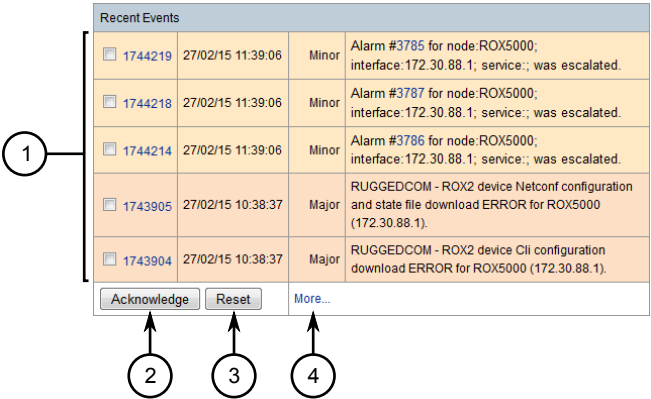 Recent Events
1744219 27/02/15 11:39:06 Minor Alarm #3785 for node:ROX5000;
interface:172.30.88.1; service:; was escalated.
1744218 27/02/15 11:39:06 Minor Alarm #3787 for node:ROX5000;
interface:172.30.88.1; service:; was escalated.
1744214 27/02/15 11:39:06 Minor Alarm #3786 for node:ROX5000;
interface:172.30.88.1; service:; was escalated.
1
RUGGEDCOM - ROX2 device Netconf configuration
1743905 27/02/15 10:38:37 Major and state file download ERROR for ROX5000
(172.30.88.1).
1743904 27/02/15 10:38:37 Major RUGGEDCOM - ROX2 device Cli configuration
download ERROR for ROX5000 (172.30.88.1).
Acknowledge Reset More...
2 3 4